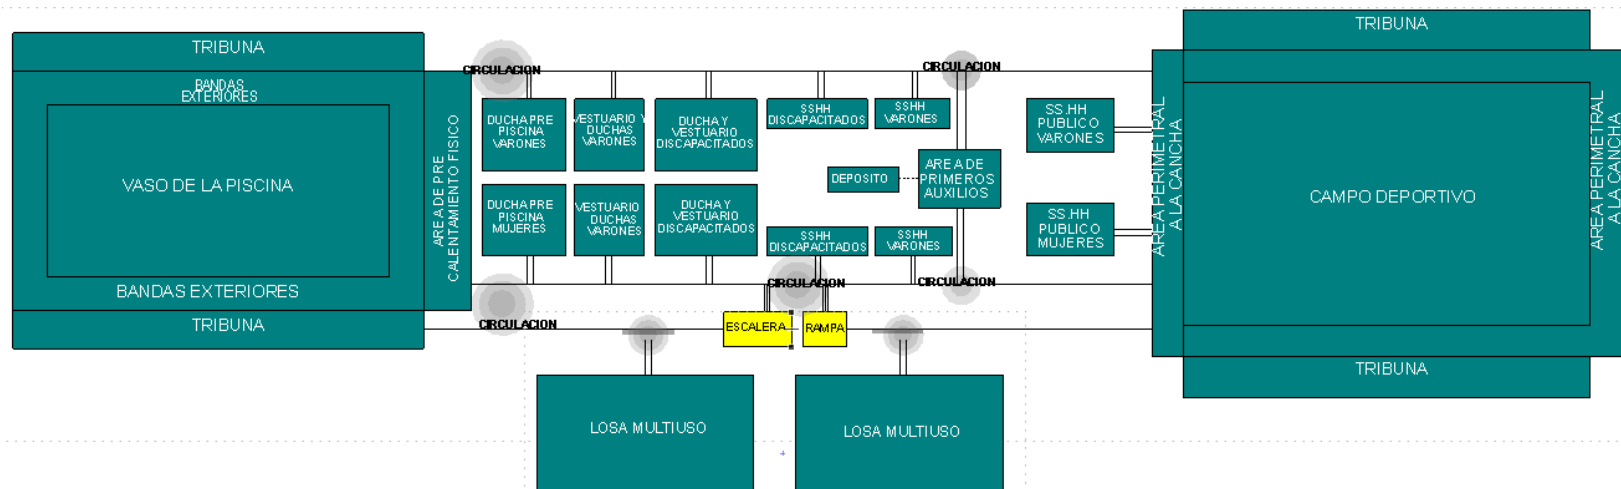 TRIBUNA
BANDAS
EXTERIORES
VASO DE LA PISCINA
BANDAS EXTERIORES
TRIBUNA
AREA DE PRE
CALENTAMIENTO FISICO
CIRCULACION
CIRCULACION
DUCHA PRE
PISCINA
VARONES
VESTUARIO Y
DUCHAS
VARONES
DUCHA Y
VESTUARIO
DISCAPACITADOS
SSHH
DISCAPACITADOS
SSHH
VARONES
DEPOSITO
AREA DE
PRIMEROS
AUXILIOS
SS.HH
PUBLICO
VARONES
DUCHA PRE
PISCINA
MUJERES
VESTUARIO
DUCHAS
VARONES
DUCHA Y
VESTUARIO
DISCAPACITADOS
SSHH
DISCAPACITADOS
SSHH
VARONES
SS.HH
PUBLICO
MUJERES
CIRCULACION
CIRCULACION
CIRCULACION
ESCALERA
RAMPA
LOSA MULTIUSO
LOSA MULTIUSO
TRIBUNA
AREA PERIMETRAL
A LA CANCHA
CAMPO DEPORTIVO
AREA PERIMETRAL
A LA CANCHA
TRIBUNA